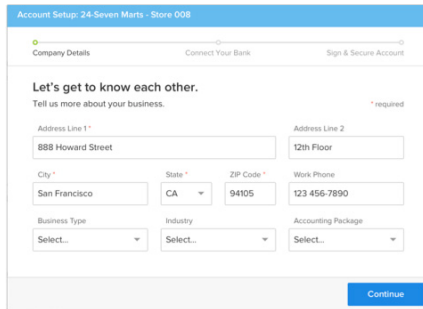 Account Setup: 24-Seven Marts - Store 008
Company Details Connect Your Bank Sign & Secure Account
Let's get to know each other.
Tell us more about your business. * required
Address Line 1 * Address Line 2
888 Howard Street 12th Floor
City * State * ZIP Code * Work Phone
San Francisco CA 94105 123 456-7890
Business Type Industry Accounting Package
Select... Select... Select...
Continue